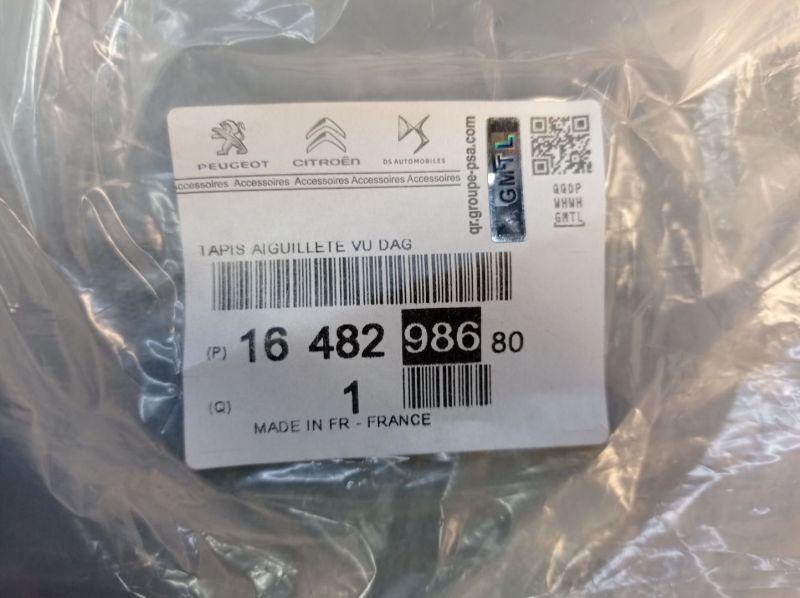 PEUGEOT
CITROËN
DS AUTOMOBILES
Accessoires Accessoires Accessoires Accessoires Accessoires
qr.groupe-psa.com
GMTL
QQDP
WHWH
GMTL
TAPIS AIGUILLETE VU DAG
(P) 16 482 986 80
(Q) 1
MADE IN FR - FRANCE